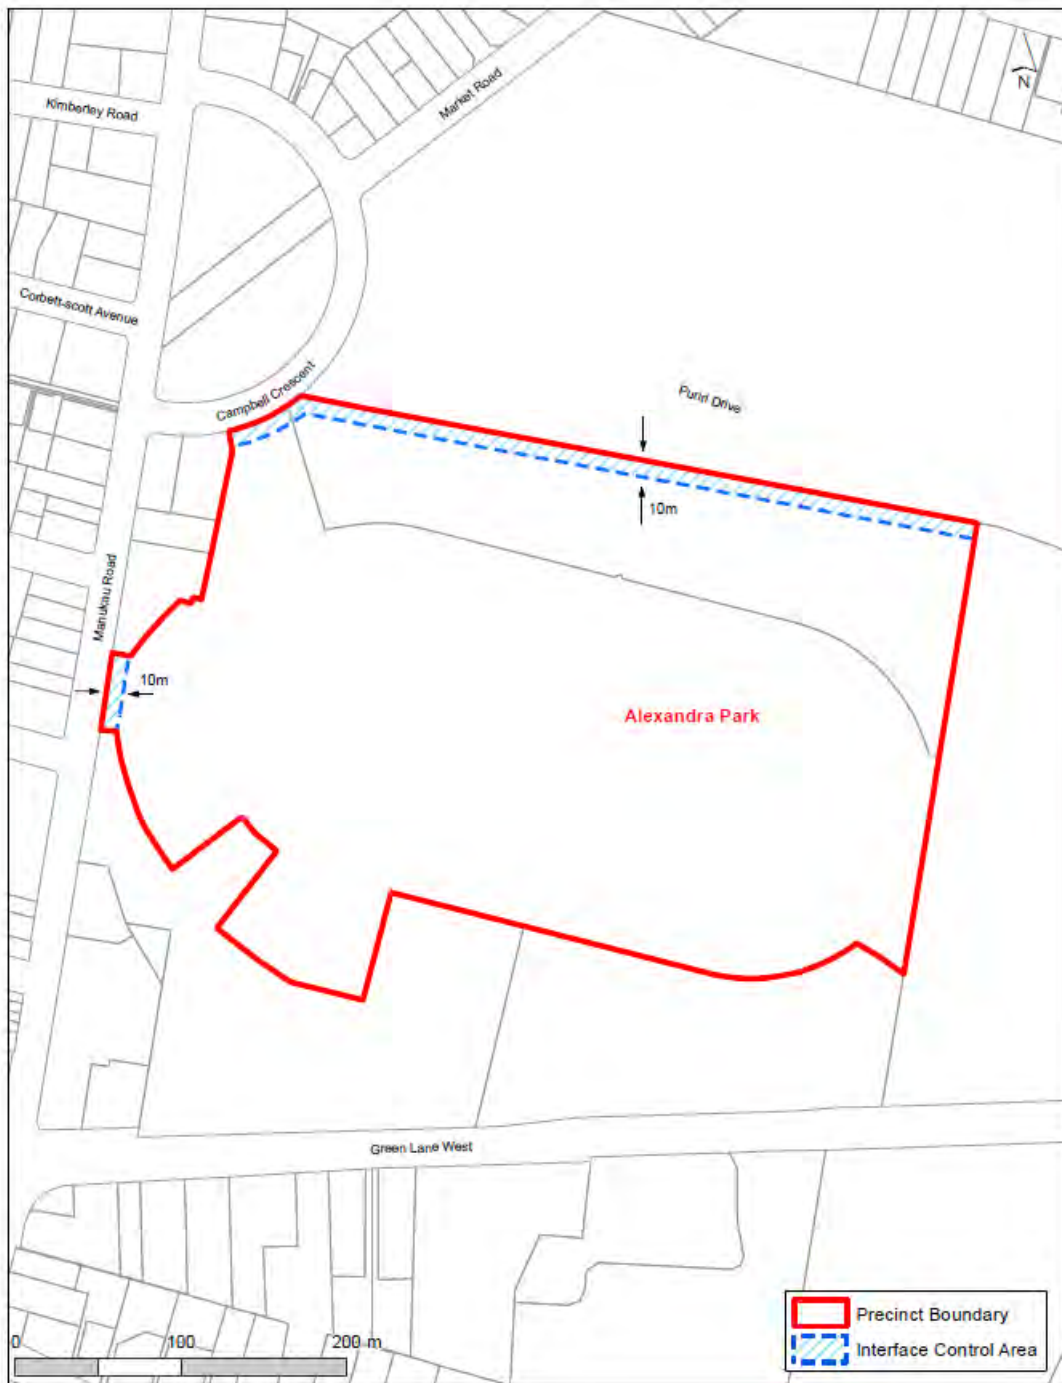 Kimberley Road
Market Road
N
Corbett-scott Avenue
Campbell Crescent
Puriri Drive
10m
Manukau Road
10m
Alexandra Park
Green Lane West
0 100 200 m
Precinct Boundary
Interface Control Area